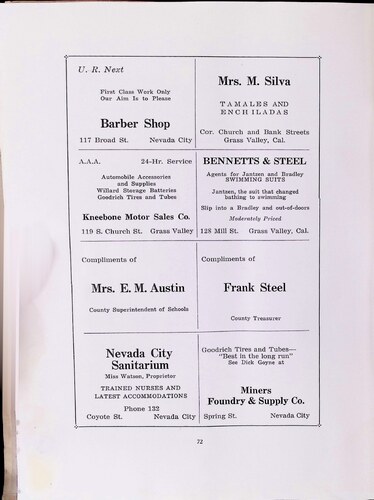 U. R. Next
First Class Work Only
Our Aim Is to Please
Barber Shop
117 Broad St. Nevada City
Mrs. M. Silva
TAMALES AND
ENCHILADAS
Cor. Church and Bank Streets
Grass Valley, Cal.
A.A.A. 24-Hr. Service
Automobile Accessories
and Supplies
Willard Storage Batteries
Goodrich Tires and Tubes
Kneebone Motor Sales Co.
119 S. Church St. Grass Valley
BENNETTS & STEEL
Agents for Jantzen and Bradley
SWIMMING SUITS
Jantzen, the suit that changed
bathing to swimming
Slip into a Bradley and out-of-doors
Moderately Priced
128 Mill St. Grass Valley, Cal.
Compliments of
Mrs. E. M. Austin
County Superintendent of Schools
Compliments of
Frank Steel
County Treasurer
Nevada City
Sanitarium
Miss Watson, Proprietor
TRAINED NURSES AND
LATEST ACCOMMODATIONS
Phone 132
Coyote St. Nevada City
Goodrich Tires and Tubes—
"Best in the long run"
See Dick Goyne at
Miners
Foundry & Supply Co.
Spring St. Nevada City
72